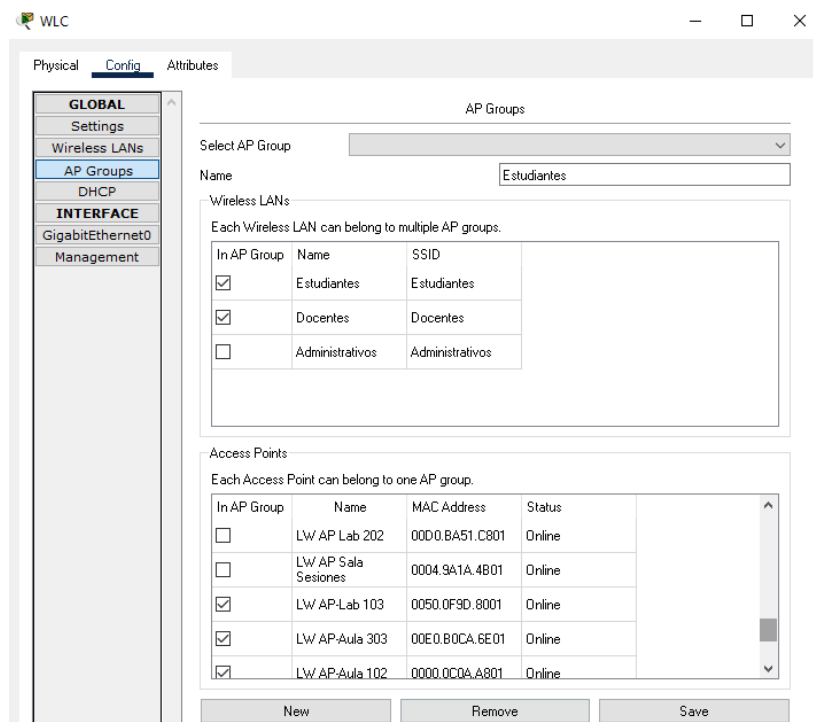 WLC
Physical Config Attributes
GLOBAL
Settings
Wireless LANs
AP Groups
DHCP
INTERFACE
GigabitEthernet0
Management
AP Groups
Select AP Group
Name Estudiantes
Wireless LANs
Each Wireless LAN can belong to multiple AP groups.
In AP Group Name SSID
Estudiantes Estudiantes
Docentes Docentes
Administrativos Administrativos
Access Points
Each Access Point can belong to one AP group.
In AP Group Name MAC Address Status
LW AP Lab 202 00D0.BA51.C801 Online
LW AP Sala
Sesiones 0004.9A1A.4B01 Online
LW AP-Lab 103 0050.0F9D.8001 Online
LW AP-Aula 303 00E0.B0CA.6E01 Online
LW AP-Aula 102 0000.0C0A.A801 Online
New Remove Save